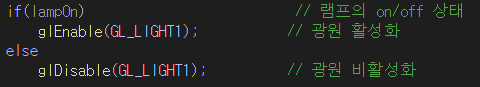 if(lampOn) // 램프의 on/off 상태
glEnable(GL_LIGHT1); // 광원 활성화
else
glDisable(GL_LIGHT1); // 광원 비활성화